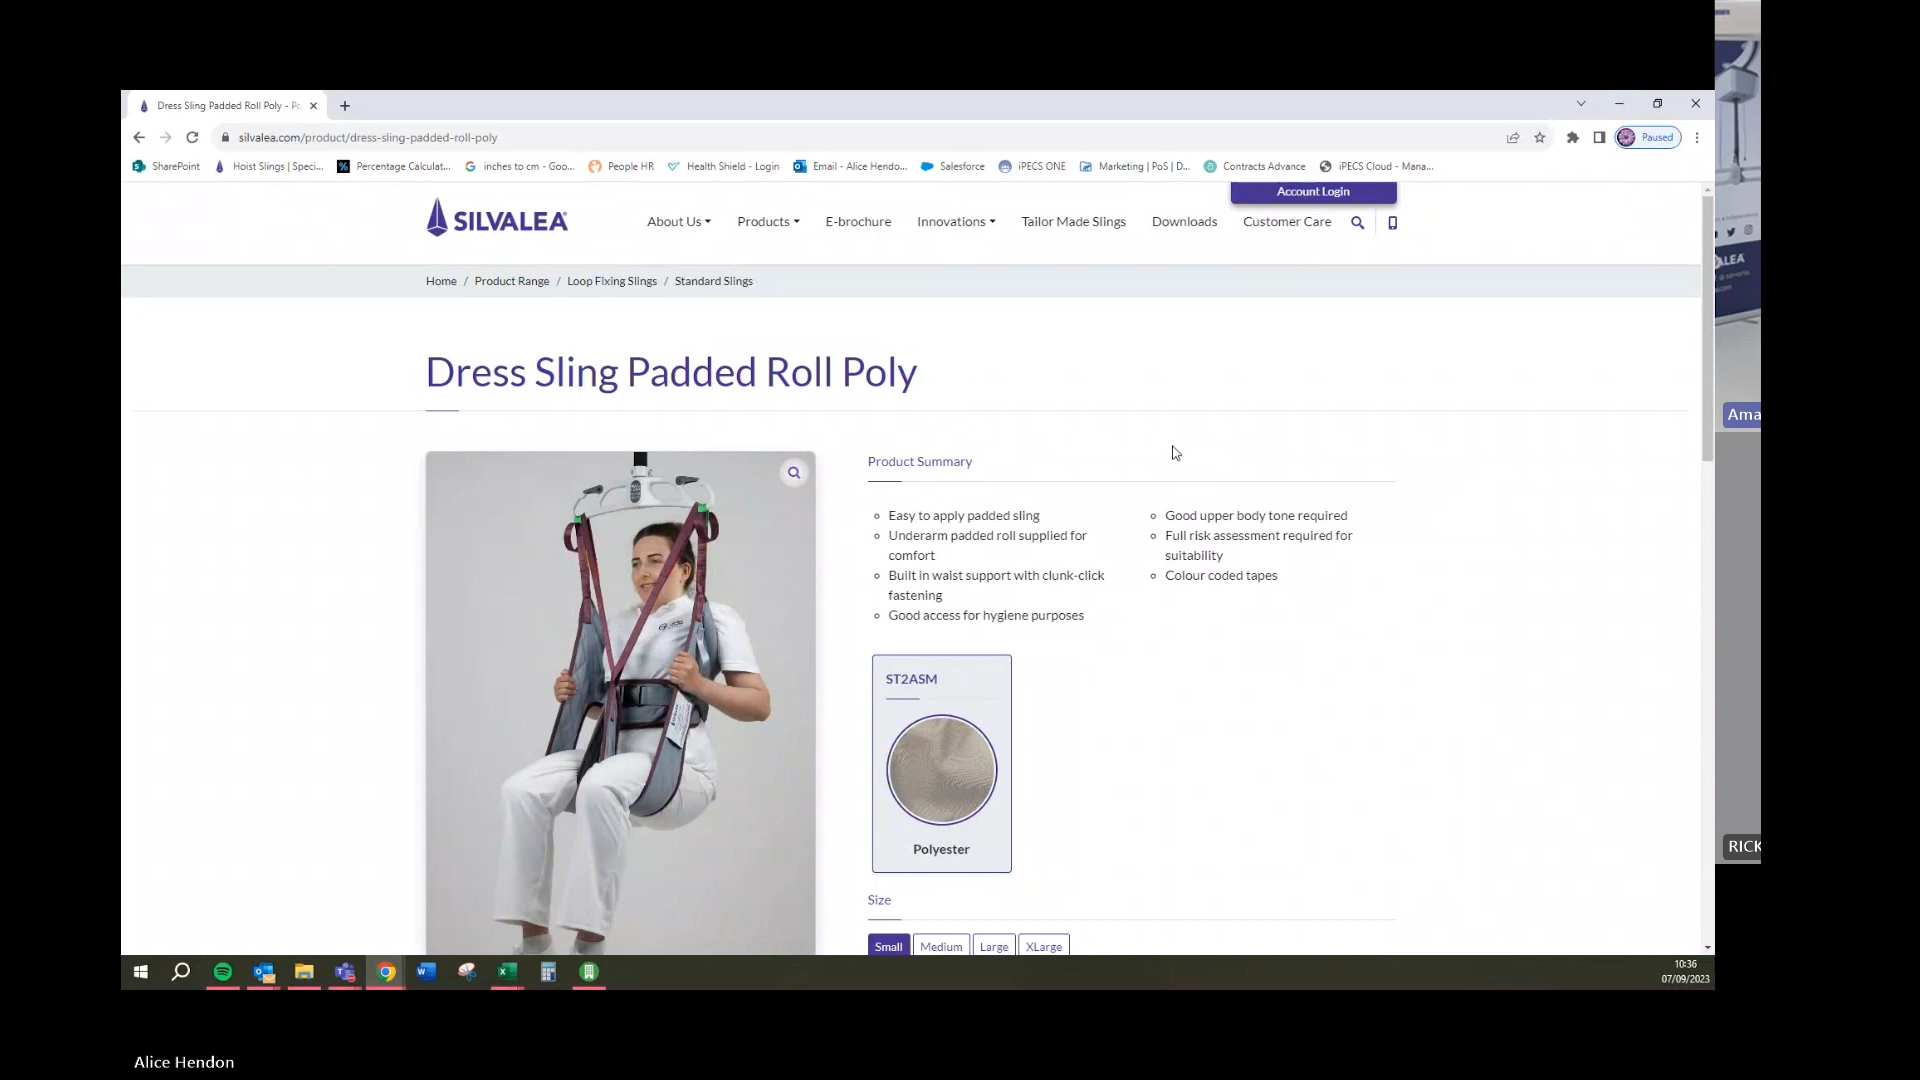 Dress Sling Padded Roll Poly - Po
silvalea.com/product/dress-sling-padded-roll-poly
Paused
SharePoint
Hoist Slings | Speci...
Percentage Calculat...
inches to cm - Goo...
People HR
Health Shield - Login
Email - Alice Hendo...
Salesforce
iPECS ONE
Marketing | PoS | D...
Contracts Advance
iPECS Cloud - Mana...
Account Login
SILVALEA
About Us
Products
E-brochure
Innovations
Tailor Made Slings
Downloads
Customer Care
Home / Product Range / Loop Fixing Slings / Standard Slings
Dress Sling Padded Roll Poly
Product Summary
Easy to apply padded sling
Underarm padded roll supplied for
comfort
Built in waist support with clunk-click
fastening
Good access for hygiene purposes
Good upper body tone required
Full risk assessment required for
suitability
Colour coded tapes
ST2ASM
Polyester
Size
Small
Medium
Large
XLarge
10:36
07/09/2023
ALEA
Ama
RICK
Alice Hendon